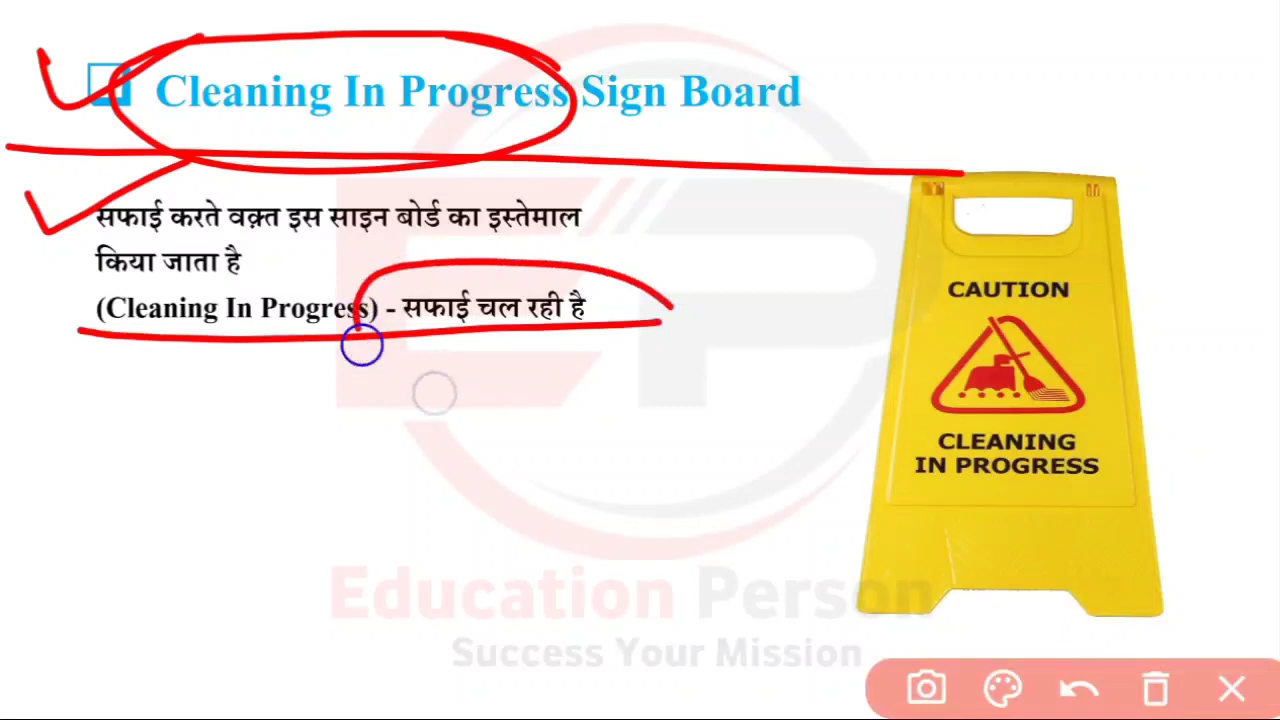 Cleaning In Progress Sign Board
सफाई करते वक़्त इस साइन बोर्ड का इस्तेमाल
किया जाता है
(Cleaning In Progress) - सफाई चल रही है
CAUTION
CLEANING
IN PROGRESS
Education Person
Success Your Mission